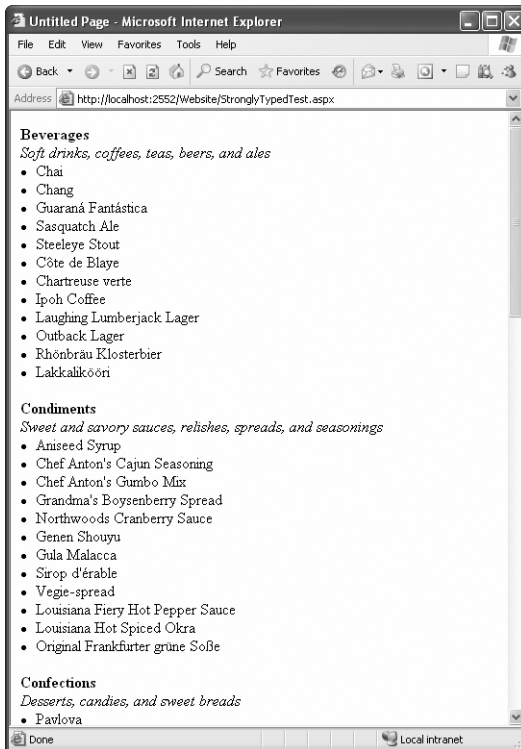 Untitled Page - Microsoft Internet Explorer
File Edit View Favorites Tools Help
Back Search Favorites
Address http://localhost:2552/Website/StronglyTypedTest.aspx
Beverages
Soft drinks, coffees, teas, beers, and ales
• Chai
• Chang
• Guaraná Fantástica
• Sasquatch Ale
• Steeleye Stout
• Côte de Blaye
• Chartreuse verte
• Ipoh Coffee
• Laughing Lumberjack Lager
• Outback Lager
• Rhönbräu Klosterbier
• Lakkalikööri
Condiments
Sweet and savory sauces, relishes, spreads, and seasonings
• Aniseed Syrup
• Chef Anton's Cajun Seasoning
• Chef Anton's Gumbo Mix
• Grandma's Boysenberry Spread
• Northwoods Cranberry Sauce
• Genen Shouyu
• Gula Malacca
• Sirop d'érable
• Vegie-spread
• Louisiana Fiery Hot Pepper Sauce
• Louisiana Hot Spiced Okra
• Original Frankfurter grüne Soße
Confections
Desserts, candies, and sweet breads
• Pavlova
Done Local intranet